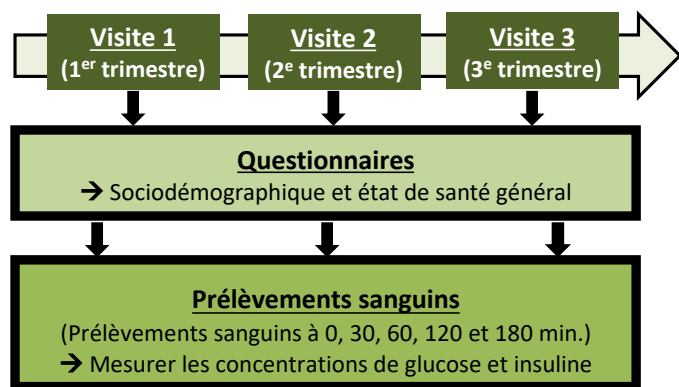 Visite 1
(1er trimestre)
Visite 2
(2e trimestre)
Visite 3
(3e trimestre)
Questionnaires
→ Sociodémographique et état de santé général
Prélèvements sanguins
(Prélèvements sanguins à 0, 30, 60, 120 et 180 min.)
→ Mesurer les concentrations de glucose et insuline